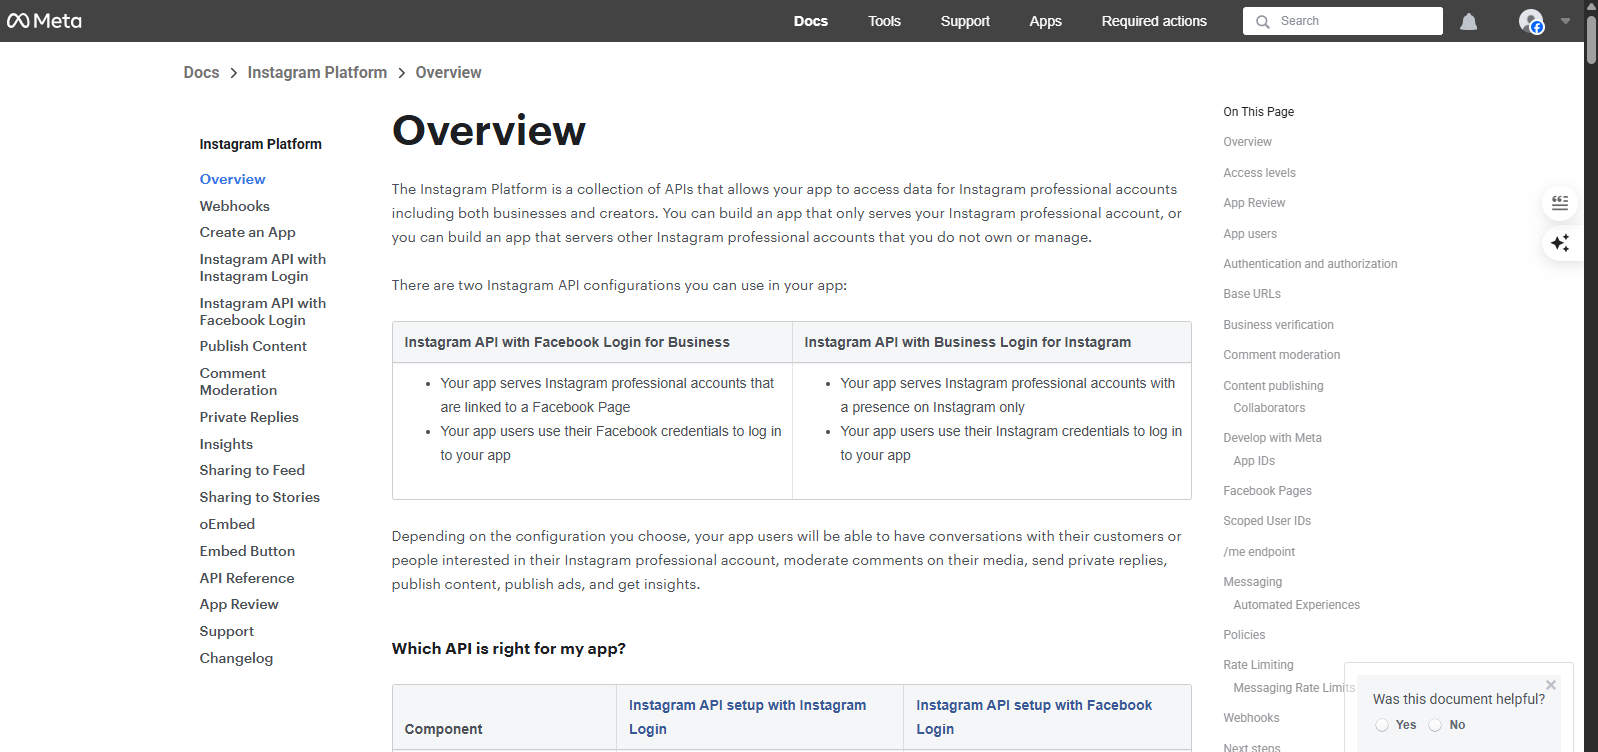 Meta
Docs
Tools
Support
Apps
Required actions
Search
Docs > Instagram Platform > Overview
Instagram Platform
Overview
Webhooks
Create an App
Instagram API with
Instagram Login
Instagram API with
Facebook Login
Publish Content
Comment
Moderation
Private Replies
Insights
Sharing to Feed
Sharing to Stories
oEmbed
Embed Button
API Reference
App Review
Support
Changelog
Overview
The Instagram Platform is a collection of APIs that allows your app to access data for Instagram professional accounts
including both businesses and creators. You can build an app that only serves your Instagram professional account, or
you can build an app that servers other Instagram professional accounts that you do not own or manage.
There are two Instagram API configurations you can use in your app:
Instagram API with Facebook Login for Business
• Your app serves Instagram professional accounts that
are linked to a Facebook Page
• Your app users use their Facebook credentials to log in
to your app
Instagram API with Business Login for Instagram
• Your app serves Instagram professional accounts with
a presence on Instagram only
• Your app users use their Instagram credentials to log in
to your app
Depending on the configuration you choose, your app users will be able to have conversations with their customers or
people interested in their Instagram professional account, moderate comments on their media, send private replies,
publish content, publish ads, and get insights.
Which API is right for my app?
Component
Instagram API setup with Instagram
Login
Instagram API setup with Facebook
Login
On This Page
Overview
Access levels
App Review
App users
Authentication and authorization
Base URLs
Business verification
Comment moderation
Content publishing
Collaborators
Develop with Meta
App IDs
Facebook Pages
Scoped User IDs
/me endpoint
Messaging
Automated Experiences
Policies
Rate Limiting
Messaging Rate Limits
Webhooks
Next steps
Was this document helpful?
Yes
No